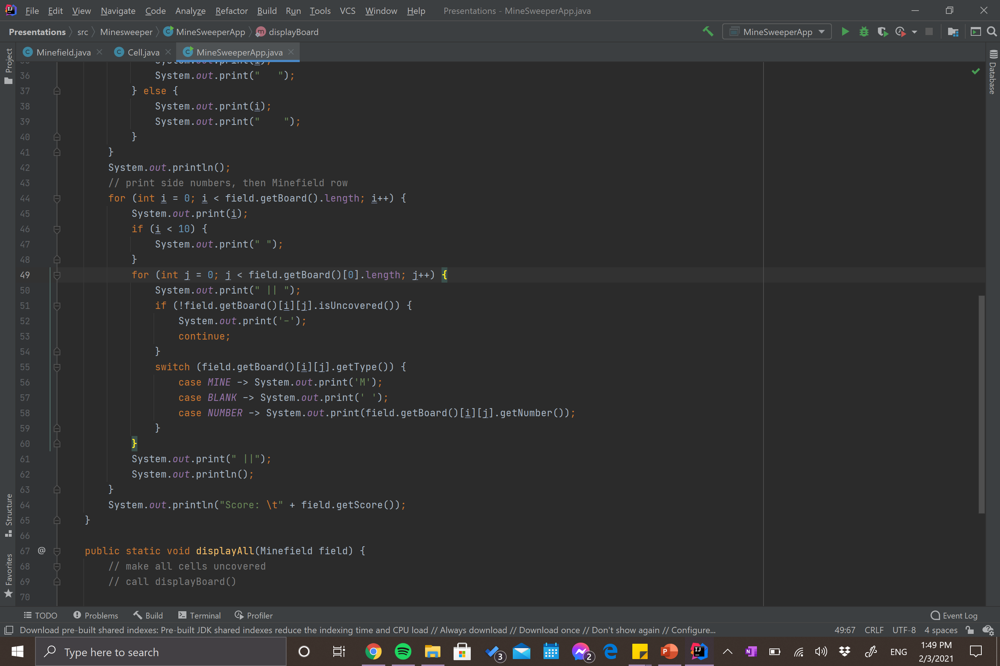 File Edit View Navigate Code Analyze Refactor Build Run Tools VCS Window Help Presentations - MineSweeperApp.java
Presentations src Minesweeper MineSweeperApp displayBoard MineSweeperApp
Minefield.java Cell.java MineSweeperApp.java
Project
Database
36 System.out.print("   ");
37 } else {
38 System.out.print(i);
39 System.out.print("    ");
40 }
41 }
42 System.out.println();
43 // print side numbers, then Minefield row
44 for (int i = 0; i < field.getBoard().length; i++) {
45 System.out.print(i);
46 if (i < 10) {
47 System.out.print(" ");
48 }
49 for (int j = 0; j < field.getBoard()[0].length; j++) {
50 System.out.print(" || ");
51 if (!field.getBoard()[i][j].isUncovered()) {
52 System.out.print('-');
53 continue;
54 }
55 switch (field.getBoard()[i][j].getType()) {
56 case MINE -> System.out.print('M');
57 case BLANK -> System.out.print(' ');
58 case NUMBER -> System.out.print(field.getBoard()[i][j].getNumber());
59 }
60 }
61 System.out.print(" ||");
62 System.out.println();
63 }
64 System.out.println("Score: \t" + field.getScore());
65 }
66
67 @ public static void displayAll(Minefield field) {
68 // make all cells uncovered
69 // call displayBoard()
70
Structure
Favorites
TODO Problems Build Terminal Profiler Event Log
Download pre-built shared indexes: Pre-built JDK shared indexes reduce the indexing time and CPU load // Always download // Download once // Don't show again // Configure... 49:67 CRLF UTF-8 4 spaces
Type here to search 3 2 ENG 1:49 PM
2/3/2021